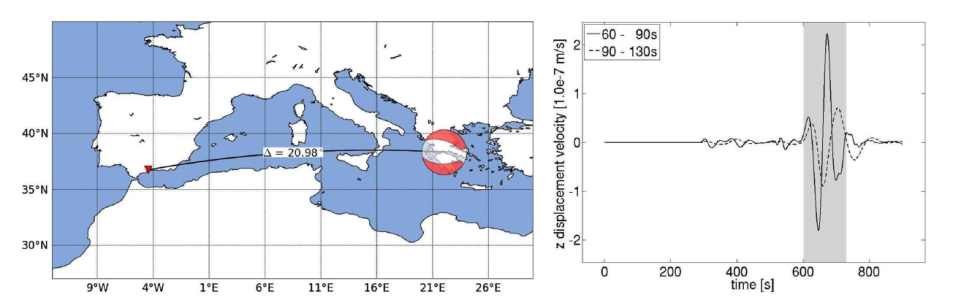 45°N
40°N
35°N
30°N
Δ = 20.98
9°W 4°W 1°E 6°E 11°E 16°E 21°E 26°E
60 - 90s
90 - 130s
z displacement velocity [1.0e-7 m/s]
2
1
0
-1
-2
0 200 400 600 800
time [s]